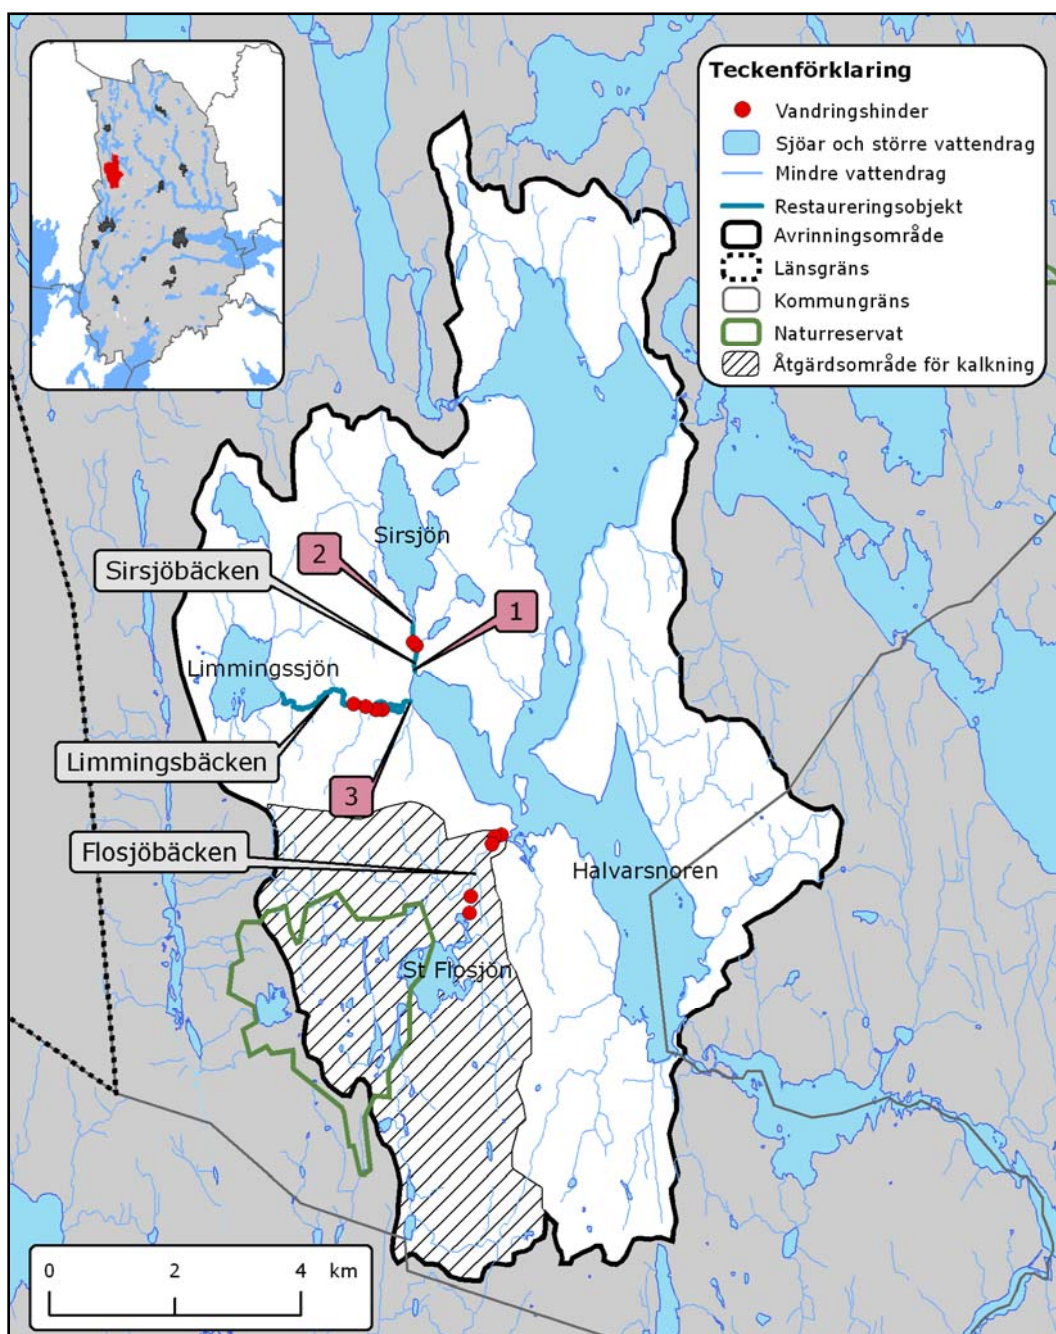 Teckenförklaring
Vandringshinder
Sjöar och större vattendrag
Mindre vattendrag
Restaureringsobjekt
Avrinningsområde
Länsgräns
Kommungräns
Naturreservat
Åtgärdsområde för kalkning
Sirsjön
2
Sirsjöbäcken
1
Limmingssjön
Limmingsbäcken
3
Flosjöbäcken
Halvarsnoren
St Flosjön
0 2 4 km